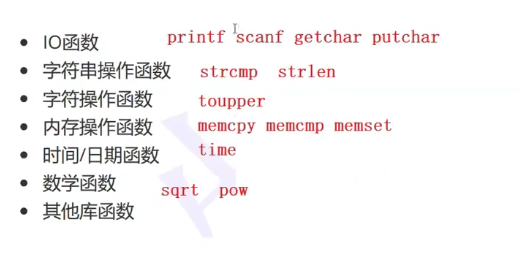 IO函数 printf scanf getchar putchar
字符串操作函数 strcmp strlen
字符操作函数 toupper
内存操作函数 memcpy memcmp memset
时间/日期函数 time
数学函数 sqrt pow
其他库函数